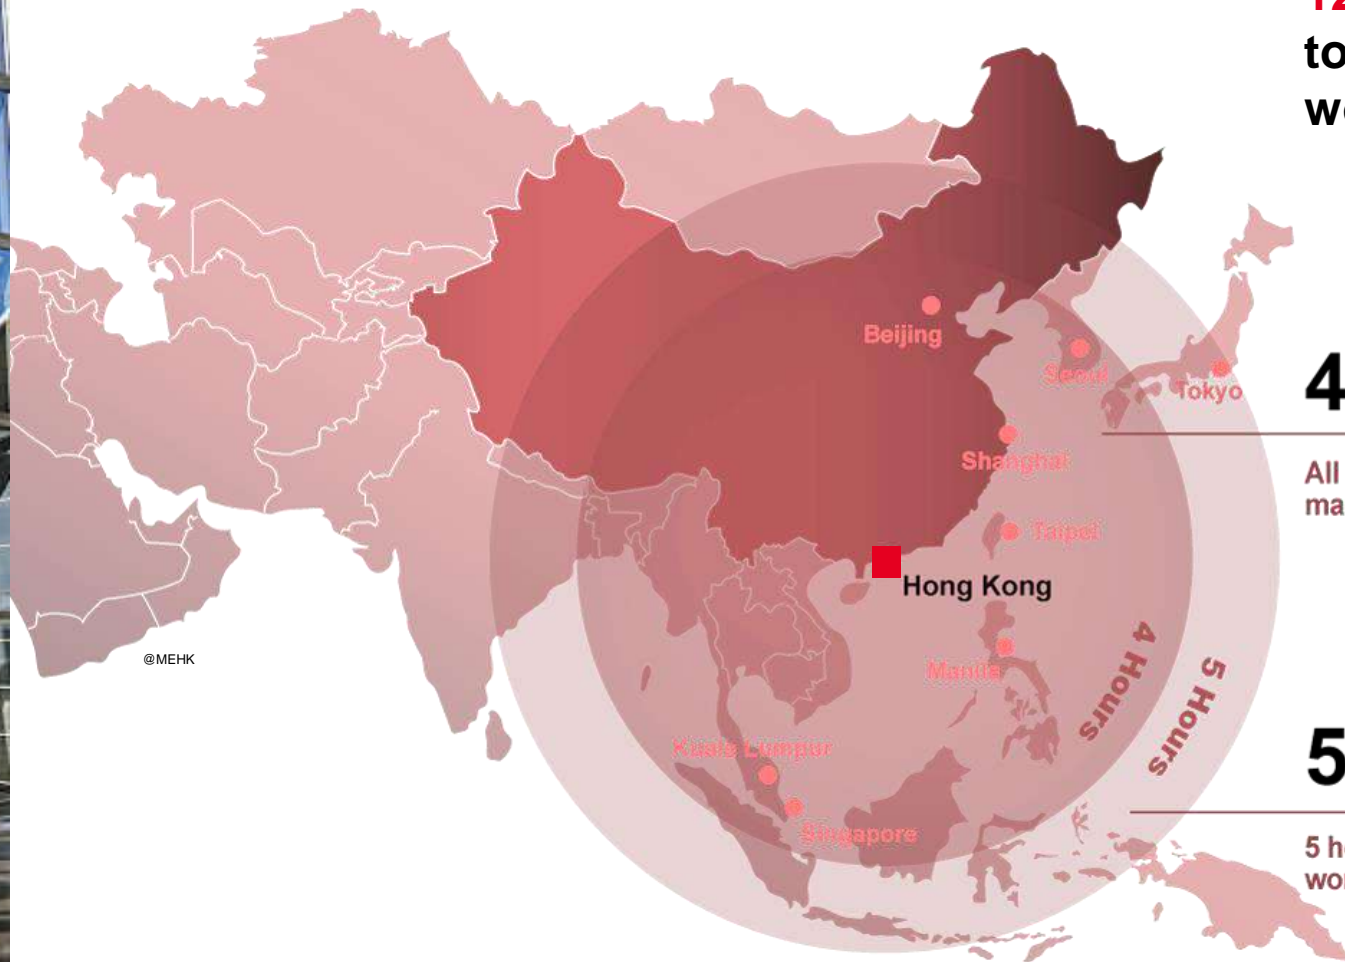 to
we
Beijing
Seoul
Tokyo
4
Shanghai
All
ma
Taipei
Hong Kong
4 Hours
@MEHK
5 Hours
Manila
Kuala Lumpur
5
Singapore
5 h
wor